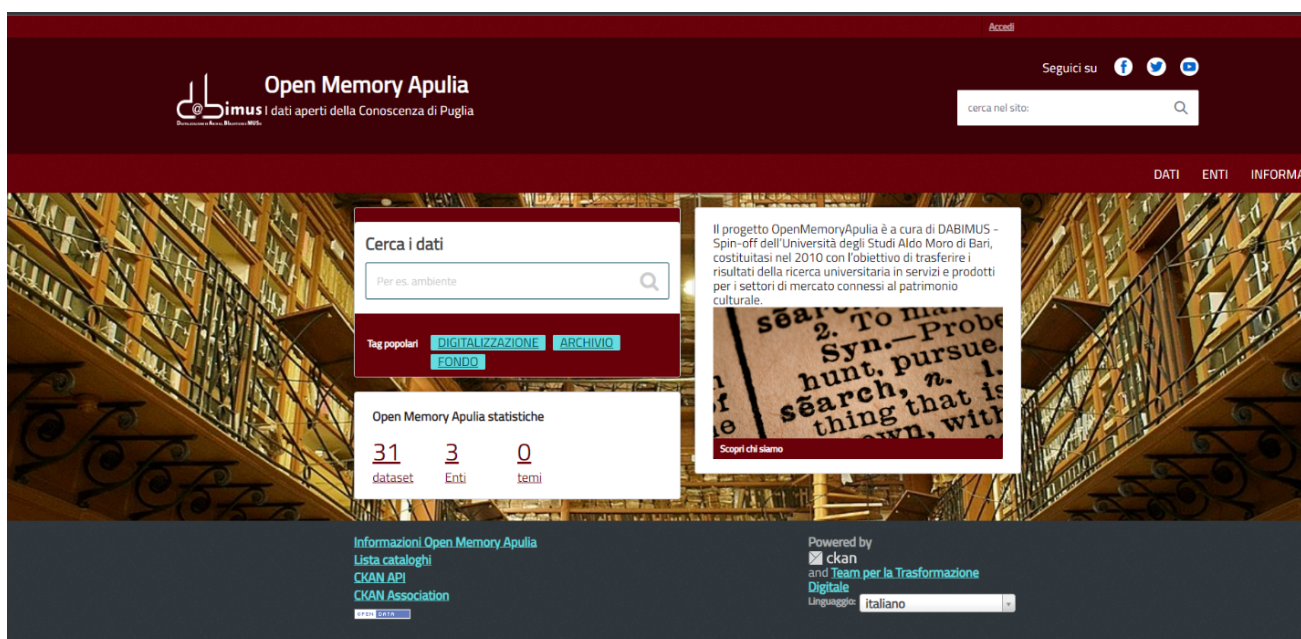 Accedi
Open Memory Apulia
d@bimus I dati aperti della Conoscenza di Puglia
Seguici su
cerca nel sito:
DATI ENTI INFORMA
Cerca i dati
Per es. ambiente
Tag popolari DIGITALIZZAZIONE ARCHIVIO
FONDO
Open Memory Apulia statistiche
31 3 0
dataset Enti temi
Il progetto OpenMemoryApulia è a cura di DABIMUS -
Spin-off dell'Università degli Studi Aldo Moro di Bari,
costituitasi nel 2010 con l'obiettivo di trasferire i
risultati della ricerca universitaria in servizi e prodotti
per i settori di mercato connessi al patrimonio
culturale.
2. To
Syn.—Probe
hunt, pursue.
sẽarch, n. 1.
thing that is
own, with
Scopri chi siamo
Informazioni Open Memory Apulia
Lista cataloghi
CKAN API
CKAN Association
OPEN DATA
Powered by
ckan
and Team per la Trasformazione
Digitale
Linguaggio: italiano